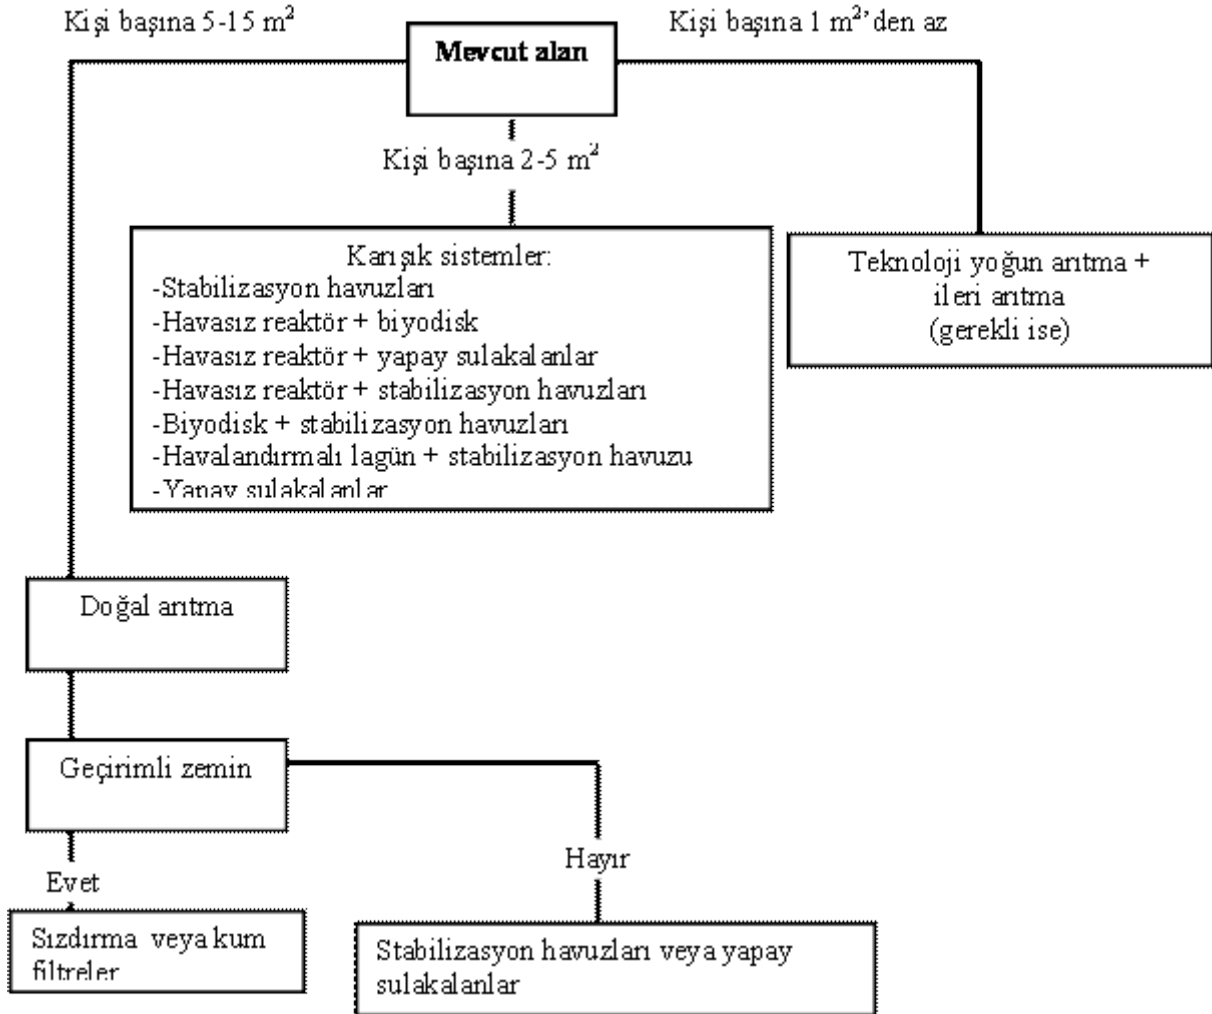 Kişi başına 5-15 m²
Kişi başına 1 m²’den az
Mevcut alan
Kişi başına 2-5 m²
Karışık sistemler:
-Stabilizasyon havuzları
-Havasız reaktör + biyodisk
-Havasız reaktör + yapay sulakalanlar
-Havasız reaktör + stabilizasyon havuzları
-Biyodisk + stabilizasyon havuzları
-Havalandırmalı lagün + stabilizasyon havuzu
-Yapay sulakalanlar
Teknoloji yoğun arıtma +
ileri arıtma
(gerekli ise)
Doğal arıtma
Geçirimli zemin
Evet
Hayır
Sızdırma veya kum
filtreler
Stabilizasyon havuzları veya yapay
sulakalanlar